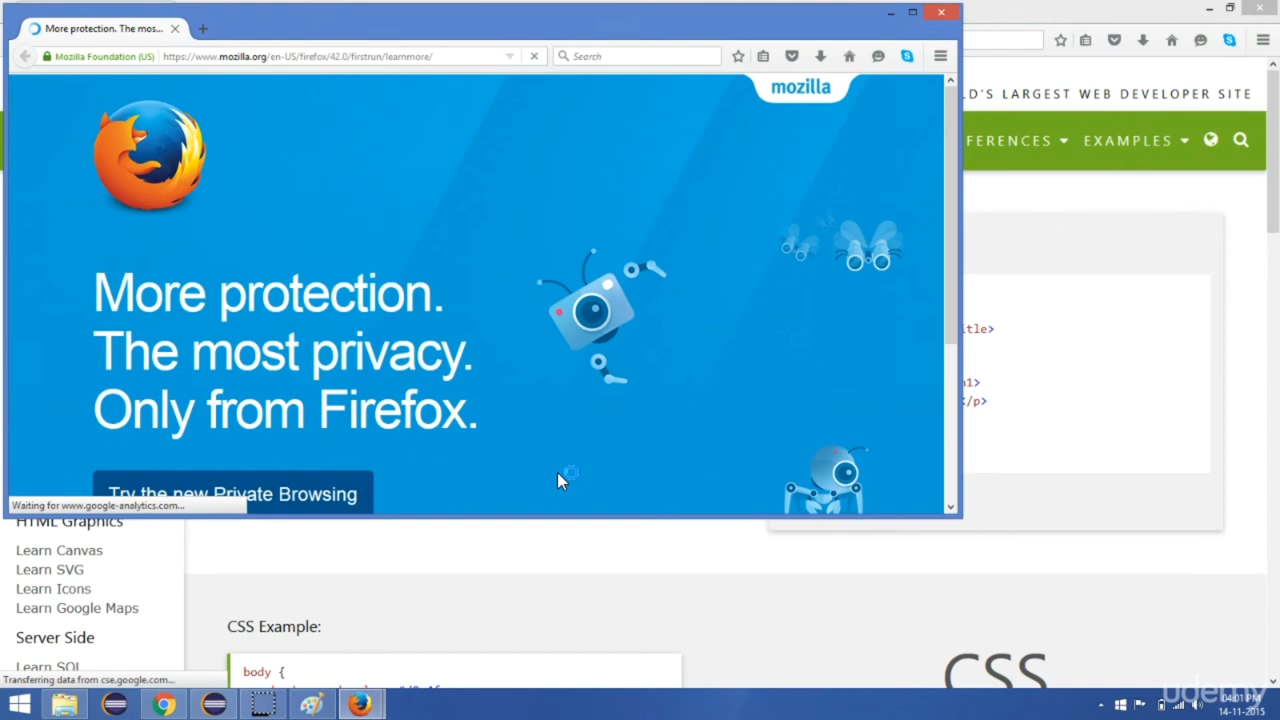 More protection. The mos...
Mozilla Foundation (US)
https://www.mozilla.org/en-US/firefox/42.0/firstrun/learnmore/
Search
mozilla
More protection.
The most privacy.
Only from Firefox.
Try the new Private Browsing
Waiting for www.google-analytics.com...
D'S LARGEST WEB DEVELOPER SITE
FERENCES
EXAMPLES
itle>
h1>
</p>
HTML Graphics
Learn Canvas
Learn SVG
Learn Icons
Learn Google Maps
Server Side
Learn SQL
Transferring data from cse.google.com...
CSS Example:
body {
CSS
udemy
04:01 PM
14-11-2015